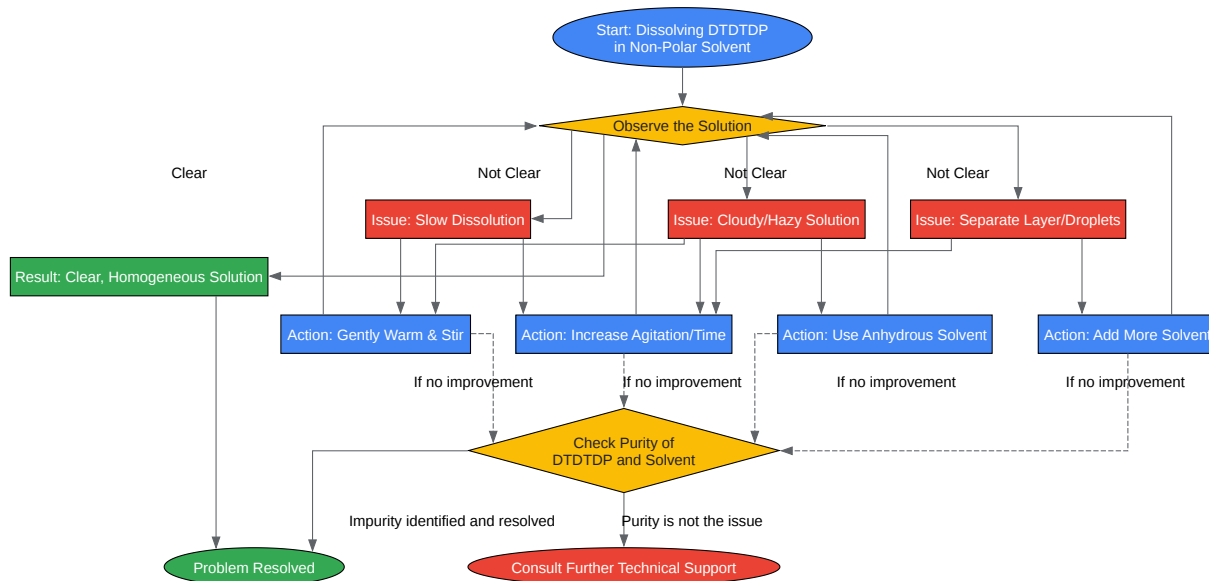 Start: Dissolving DTDTDP
in Non-Polar Solvent
Observe the Solution
Clear
Not Clear
Not Clear
Not Clear
Issue: Slow Dissolution
Issue: Cloudy/Hazy Solution
Issue: Separate Layer/Droplets
Result: Clear, Homogeneous Solution
Action: Gently Warm & Stir
Action: Increase Agitation/Time
Action: Use Anhydrous Solvent
Action: Add More Solvent
If no improvement
If no improvement
If no improvement
If no improvement
Check Purity of
DTDTDP and Solvent
Impurity identified and resolved
Purity is not the issue
Problem Resolved
Consult Further Technical Support